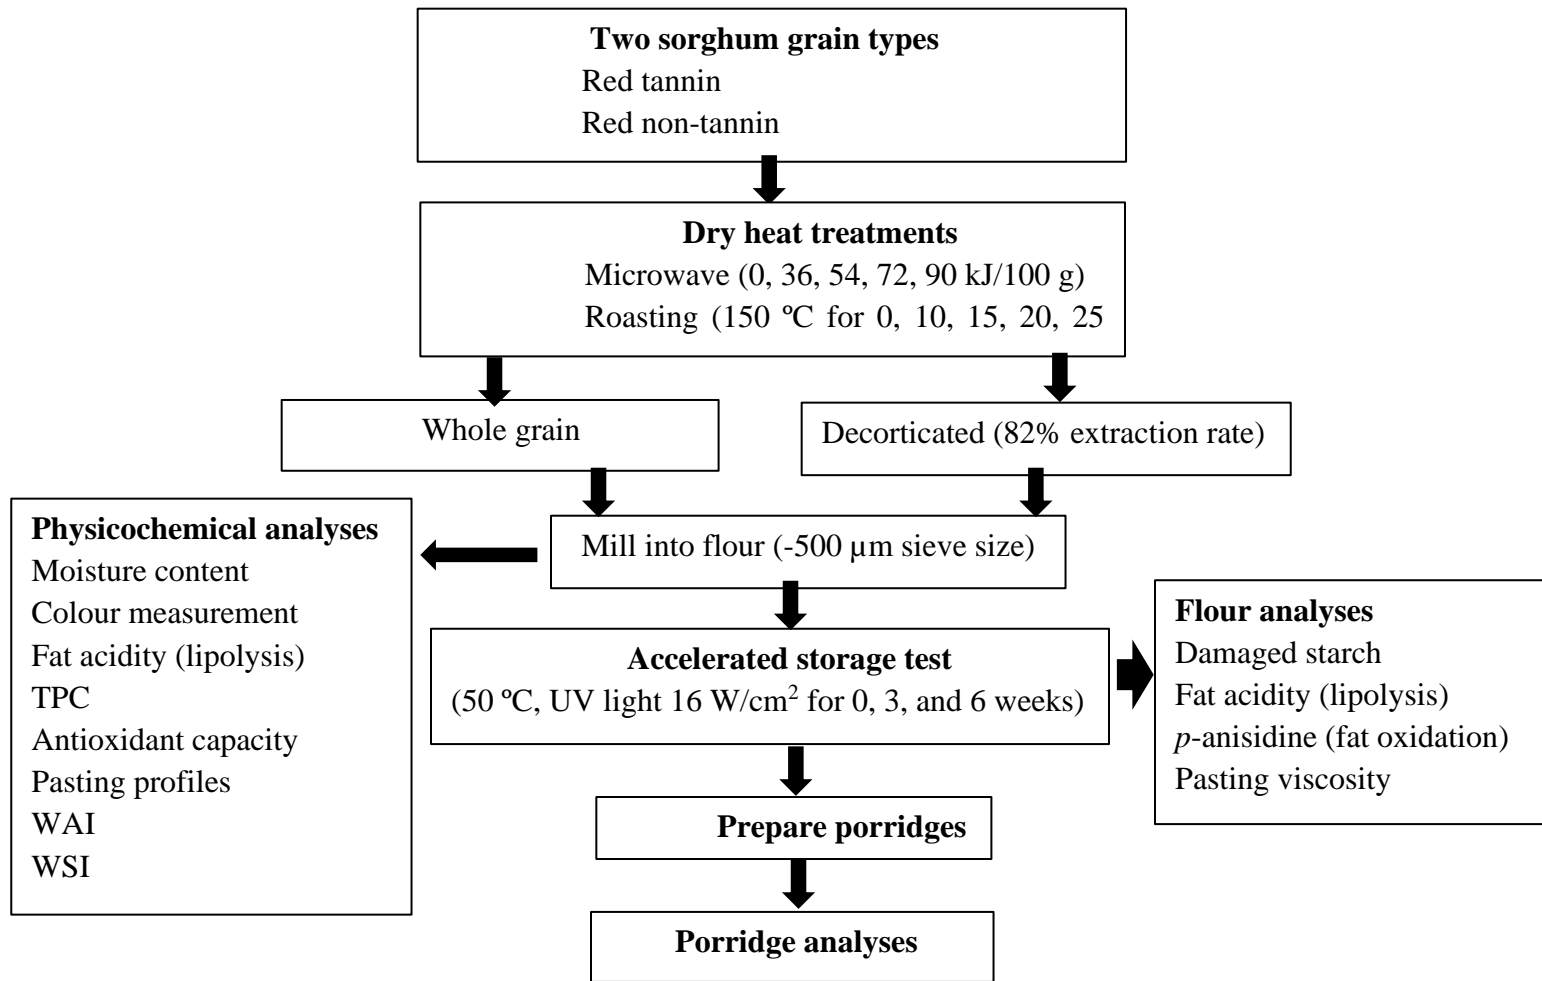 Two sorghum grain types
Red tannin
Red non-tannin
Dry heat treatments
Microwave (0, 36, 54, 72, 90 kJ/100 g)
Roasting (150 ºC for 0, 10, 15, 20, 25
Whole grain
Decorticated (82% extraction rate)
Mill into flour (-500 µm sieve size)
Physicochemical analyses
Moisture content
Colour measurement
Fat acidity (lipolysis)
TPC
Antioxidant capacity
Pasting profiles
WAI
WSI
Accelerated storage test
(50 ºC, UV light 16 W/cm² for 0, 3, and 6 weeks)
Flour analyses
Damaged starch
Fat acidity (lipolysis)
p-anisidine (fat oxidation)
Pasting viscosity
Prepare porridges
Porridge analyses